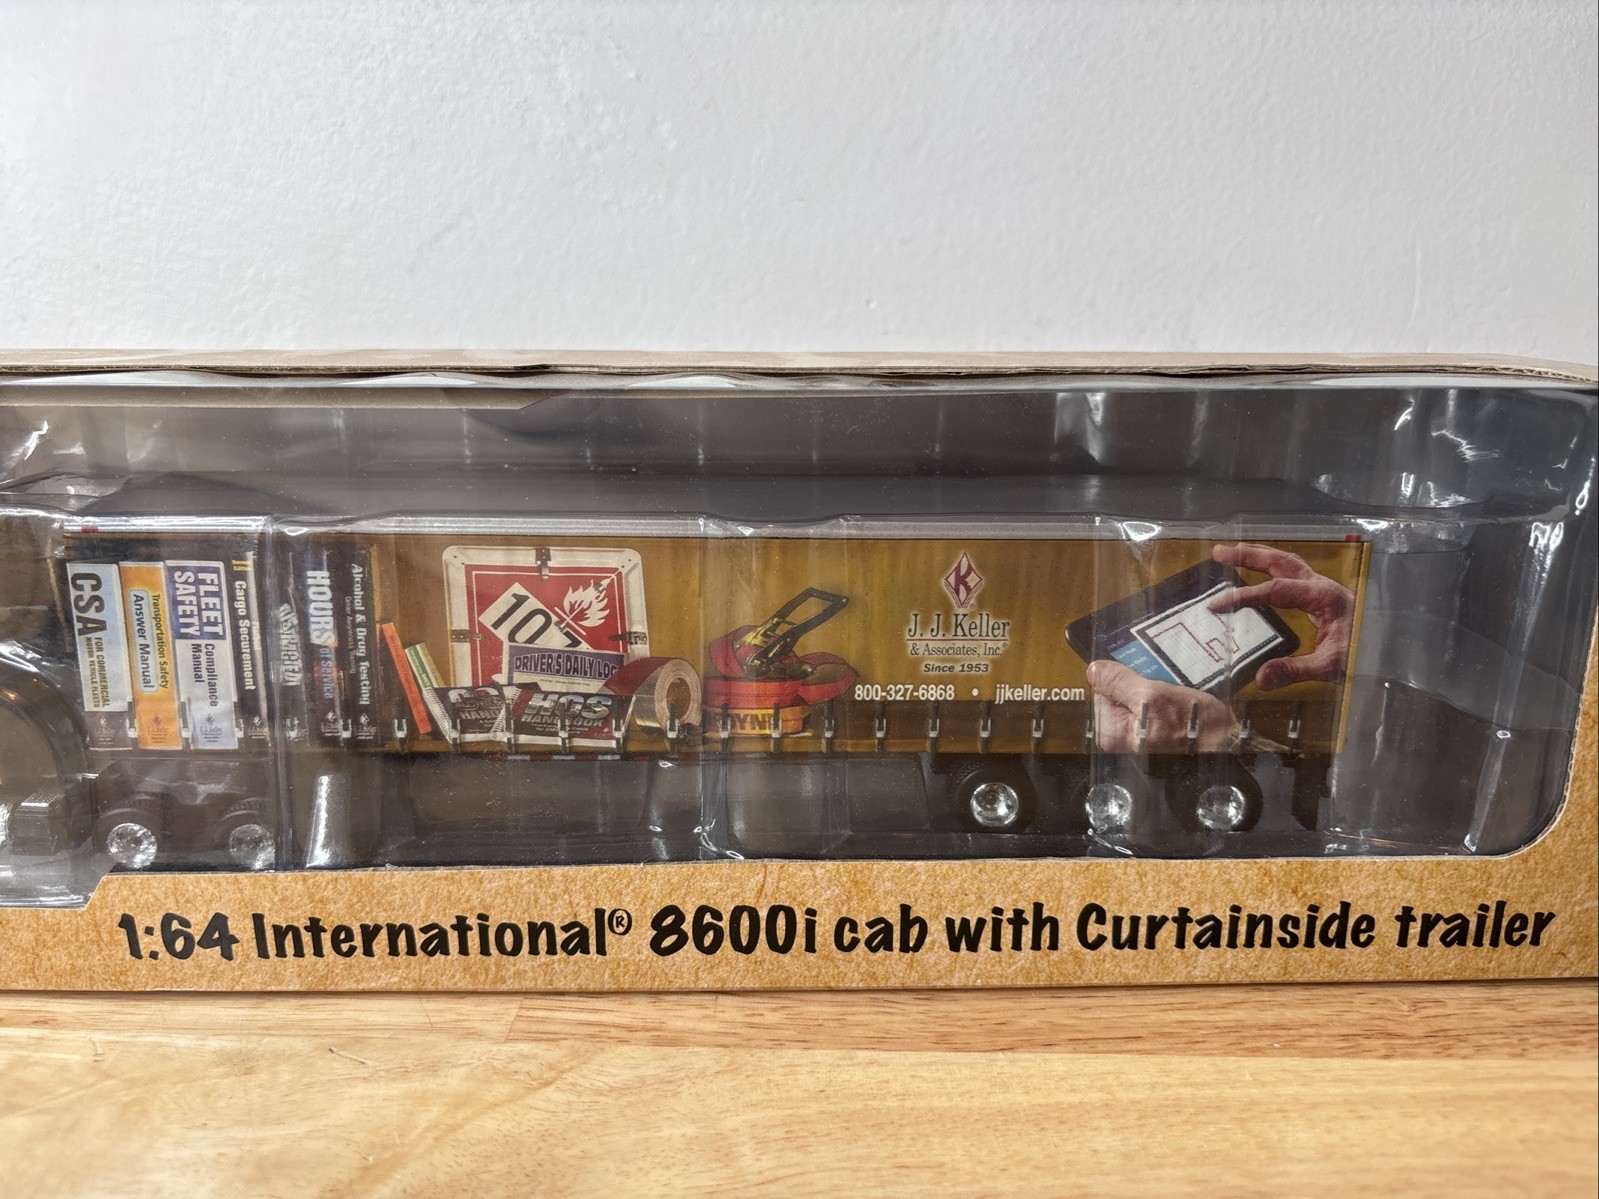 CSA
FOR COMMERCIAL
MOTOR VEHICLE FLEETS
Transportation Safety
Answer Manual
FLEET
SAFETY
Compliance
Manual
Cargo Securement
HOURS of Service
Alcohol & Drug Testing
10
DRIVER'S DAILY LOG
HOS
HANDBOOK
DYN
K
J. J. Keller
& Associates, Inc.®
Since 1953
800-327-6868 • jjkeller.com
1:64 International® 8600i cab with Curtainside trailer